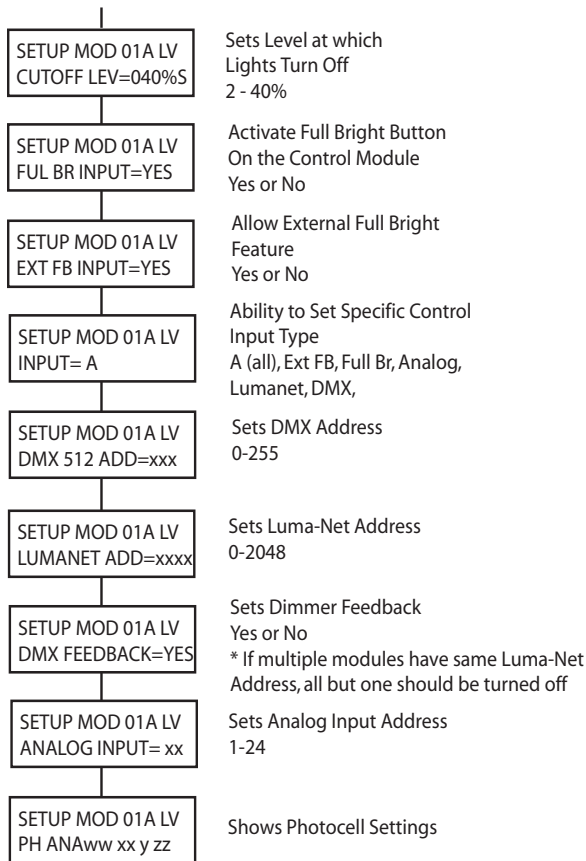 SETUP MOD 01A LV
CUTOFF LEV=040%S
Sets Level at which
Lights Turn Off
2 - 40%
SETUP MOD 01A LV
FUL BR INPUT=YES
Activate Full Bright Button
On the Control Module
Yes or No
SETUP MOD 01A LV
EXT FB INPUT=YES
Allow External Full Bright
Feature
Yes or No
SETUP MOD 01A LV
INPUT= A
Ability to Set Specific Control
Input Type
A (all), Ext FB, Full Br, Analog,
Lumanet, DMX,
SETUP MOD 01A LV
DMX 512 ADD=xxx
Sets DMX Address
0-255
SETUP MOD 01A LV
LUMANET ADD=xxxx
Sets Luma-Net Address
0-2048
SETUP MOD 01A LV
DMX FEEDBACK=YES
Sets Dimmer Feedback
Yes or No
* If multiple modules have same Luma-Net
Address, all but one should be turned off
SETUP MOD 01A LV
ANALOG INPUT= xx
Sets Analog Input Address
1-24
SETUP MOD 01A LV
PH ANAww xx y zz
Shows Photocell Settings